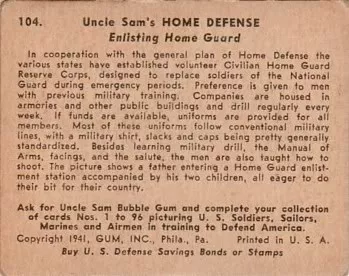 104. Uncle Sam's HOME DEFENSE
Enlisting Home Guard
In cooperation with the general plan of Home Defense the
various states have established volunteer Civilian Home Guard
Reserve Corps, designed to replace soldiers of the National
Guard during emergency periods. Preference is given to men
with previous military training. Companies are housed in
armories and other public buildings and drill regularly every
week. If funds are available, uniforms are provided for all
members. Most of these uniforms follow conventional military
lines, with a military shirt, slacks and caps being pretty generally
standardized. Besides learning military drill, the Manual of
Arms, facings, and the salute, the men are also taught how to
shoot. The picture shows a father entering a Home Guard enlist-
ment station accompanied by his two children, all eager to do
their bit for their country.
Ask for Uncle Sam Bubble Gum and complete your collection
of cards Nos. 1 to 96 picturing U. S. Soldiers, Sailors,
Marines and Airmen in training to Defend America.
Copyright 1941, GUM, INC., Phila., Pa. Printed in U. S. A.
Buy U. S. Defense Savings Bonds or Stamps